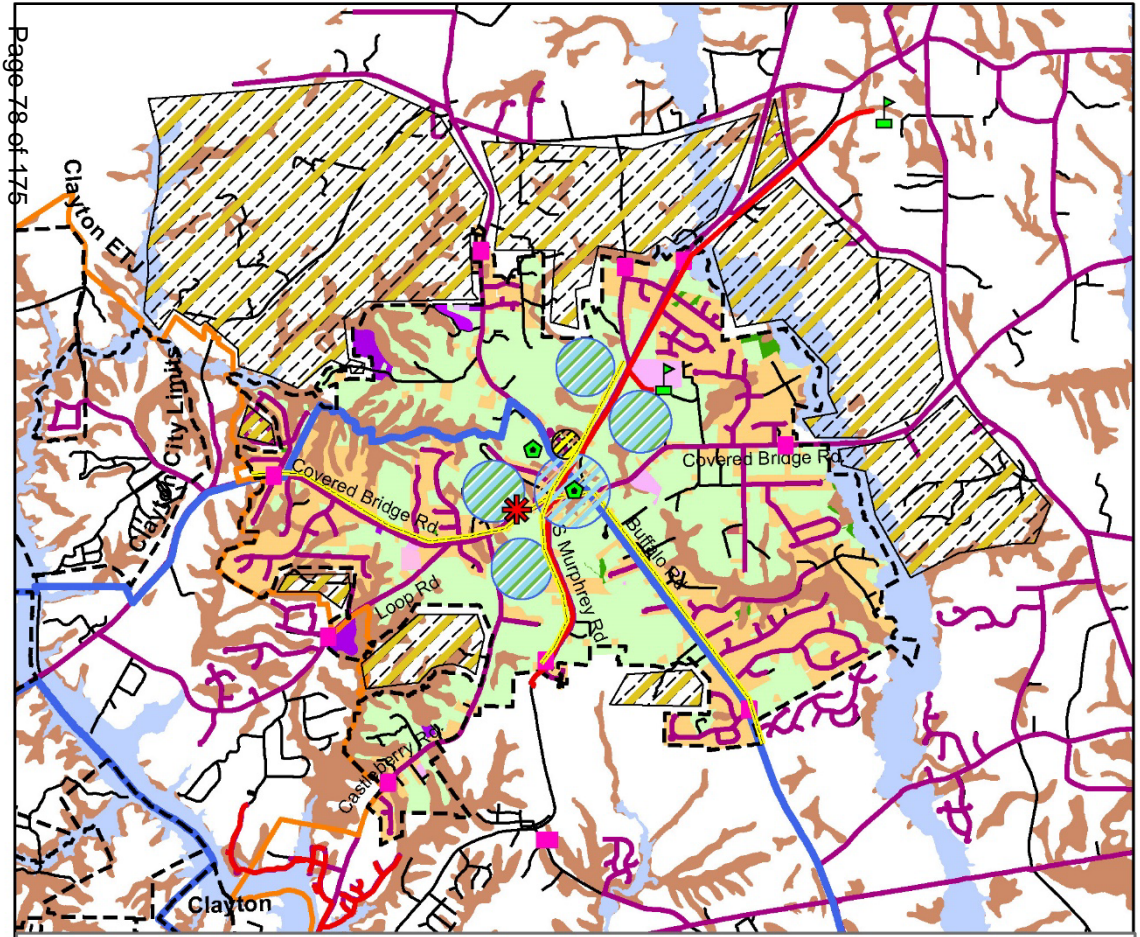 Page 78 of 175
Clayton ETJ
Clayton City Limits
Covered Bridge Rd
Covered Bridge Rd
Buffalo Rd
S Murphrey Rd
Loop Rd
Castleberry Rd
Clayton